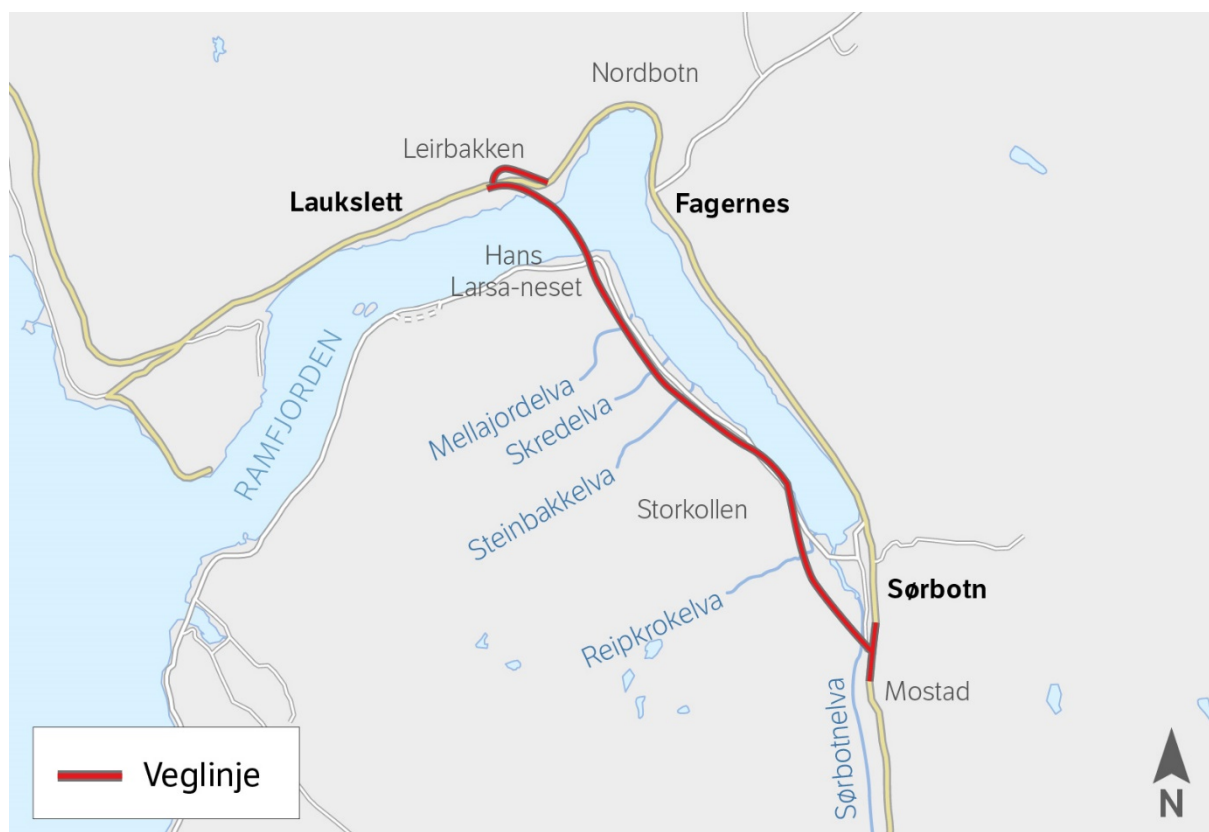 Nordbotn
Leirbakken
Laukslett
Fagernes
Hans
Larsa-neset
RAMFJORDEN
Mellajordelva
Skredelva
Steinbakkelva
Storkollen
Sørbotn
Reipkrokelva
Mostad
Sørbotnelva
Veglinje
N